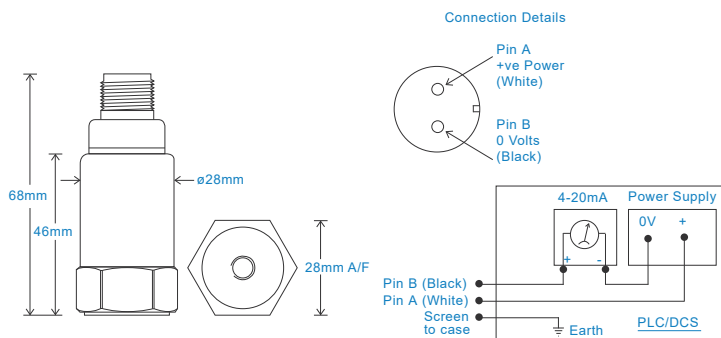 Connection Details
Pin A
+ve Power
(White)
Pin B
0 Volts
(Black)
68mm
46mm
ø28mm
28mm A/F
4-20mA
Power Supply
0V
+
+
-
Pin B (Black)
Pin A (White)
Screen
to case
Earth
PLC/DCS